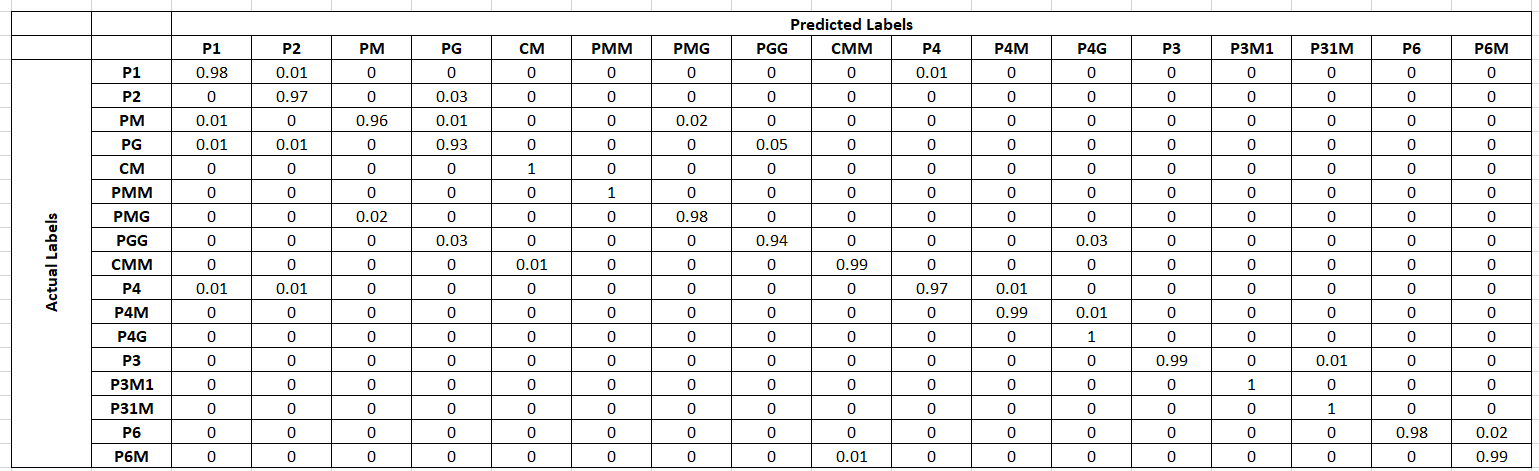 Predicted Labels
P1 P2 PM PG CM PMM PMG PGG CMM P4 P4M P4G P3 P3M1 P31M P6 P6M
Actual Labels
P1 0.98 0.01 0 0 0 0 0 0 0 0.01 0 0 0 0 0 0 0
P2 0 0.97 0 0.03 0 0 0 0 0 0 0 0 0 0 0 0 0
PM 0.01 0 0.96 0.01 0 0 0.02 0 0 0 0 0 0 0 0 0 0
PG 0.01 0.01 0 0.93 0 0 0 0.05 0 0 0 0 0 0 0 0 0
CM 0 0 0 0 1 0 0 0 0 0 0 0 0 0 0 0 0
PMM 0 0 0 0 0 1 0 0 0 0 0 0 0 0 0 0 0
PMG 0 0 0.02 0 0 0 0.98 0 0 0 0 0 0 0 0 0 0
PGG 0 0 0 0.03 0 0 0 0.94 0 0 0 0.03 0 0 0 0 0
CMM 0 0 0 0 0.01 0 0 0 0.99 0 0 0 0 0 0 0 0
P4 0.01 0.01 0 0 0 0 0 0 0 0.97 0.01 0 0 0 0 0 0
P4M 0 0 0 0 0 0 0 0 0 0 0.99 0.01 0 0 0 0 0
P4G 0 0 0 0 0 0 0 0 0 0 0 1 0 0 0 0 0
P3 0 0 0 0 0 0 0 0 0 0 0 0 0.99 0 0.01 0 0
P3M1 0 0 0 0 0 0 0 0 0 0 0 0 0 1 0 0 0
P31M 0 0 0 0 0 0 0 0 0 0 0 0 0 0 1 0 0
P6 0 0 0 0 0 0 0 0 0 0 0 0 0 0 0 0.98 0.02
P6M 0 0 0 0 0 0 0 0 0.01 0 0 0 0 0 0 0 0.99